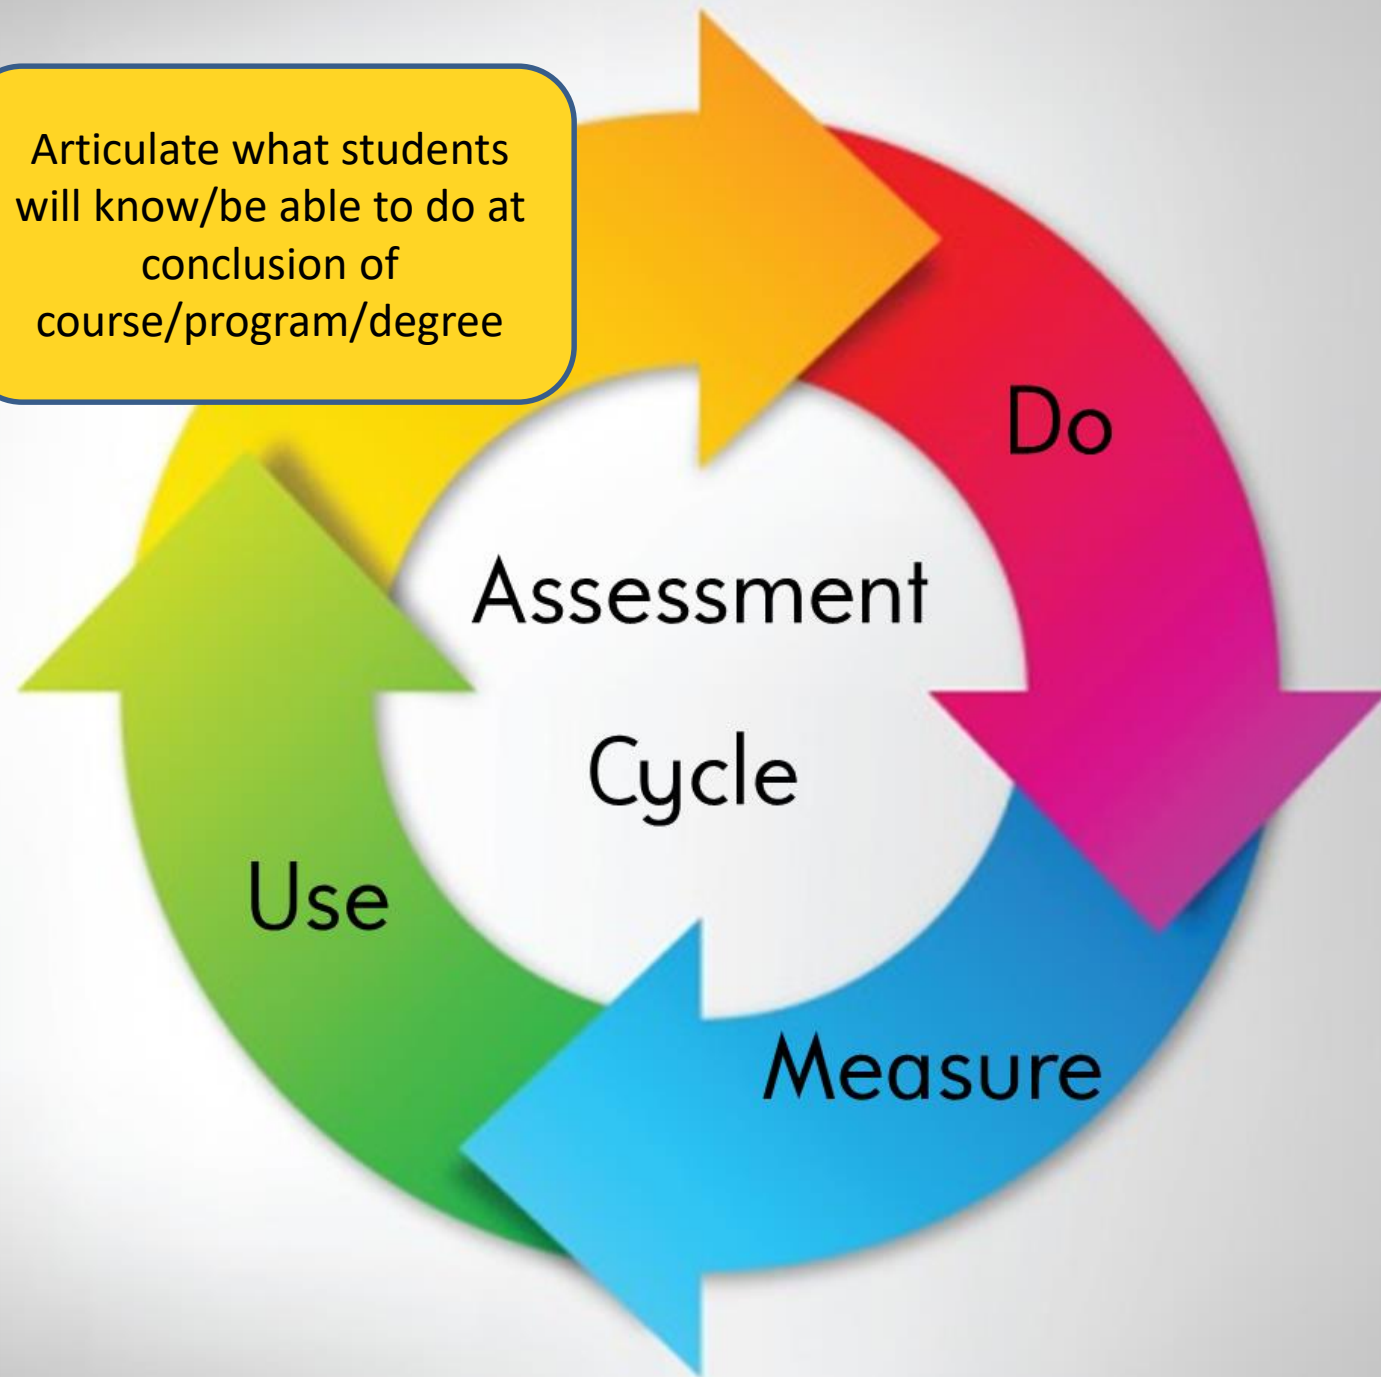 Articulate what students
will know/be able to do at
conclusion of
course/program/degree
Do
Assessment
Cycle
Use
Measure